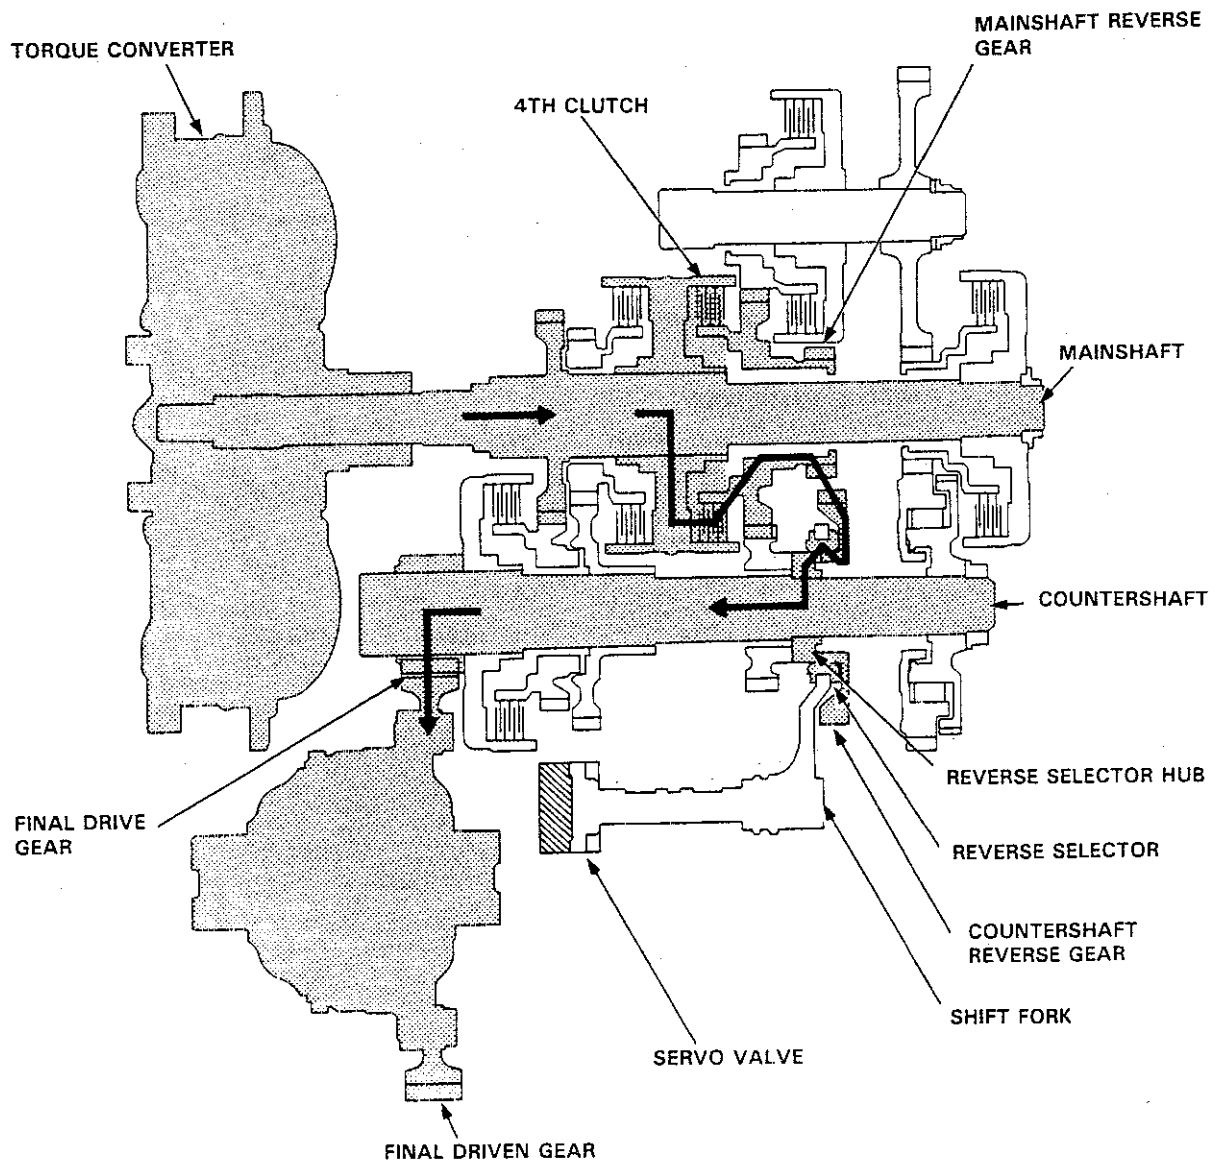 MAINSHAFT REVERSE
GEAR
TORQUE CONVERTER
4TH CLUTCH
MAINSHAFT
COUNTERSHAFT
REVERSE SELECTOR HUB
FINAL DRIVE
GEAR
REVERSE SELECTOR
COUNTERSHAFT
REVERSE GEAR
SHIFT FORK
SERVO VALVE
FINAL DRIVEN GEAR